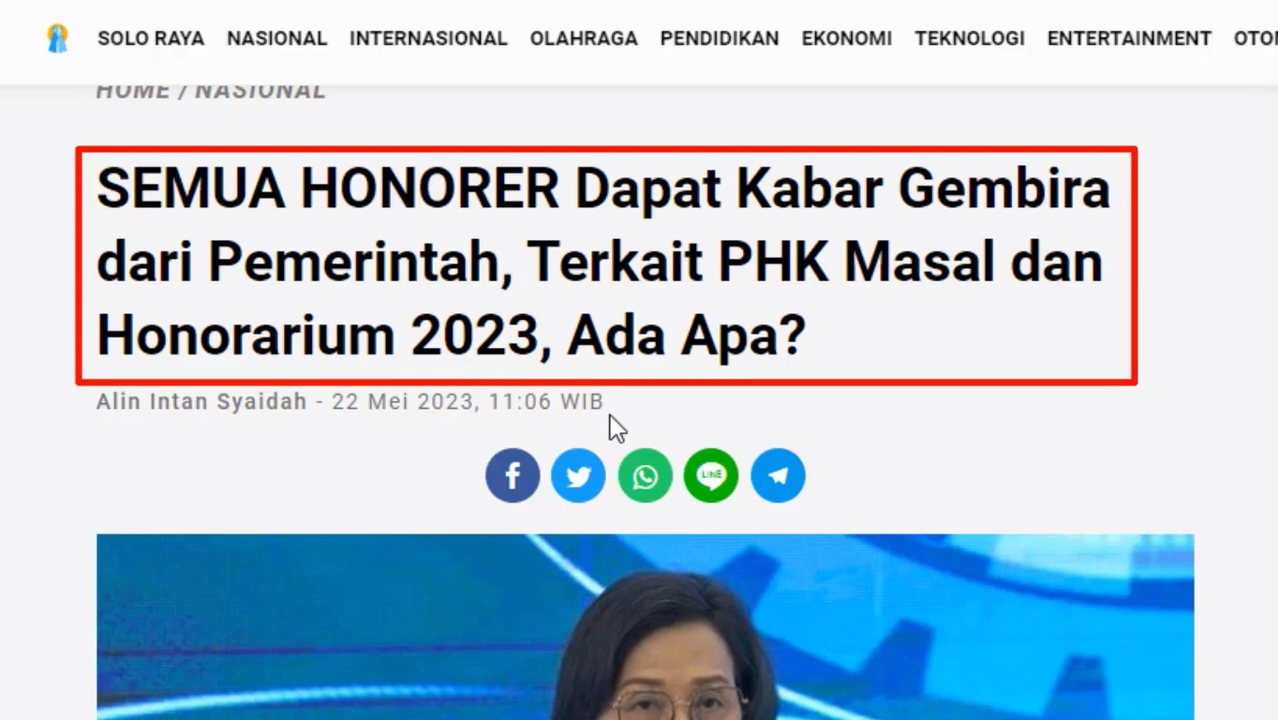 SOLO RAYA NASIONAL INTERNASIONAL OLAHRAGA PENDIDIKAN EKONOMI TEKNOLOGI ENTERTAINMENT
HOME / NASIONAL
SEMUA HONORER Dapat Kabar Gembira
dari Pemerintah, Terkait PHK Masal dan
Honorarium 2023, Ada Apa?
Alin Intan Syaidah - 22 Mei 2023, 11:06 WIB
LINE